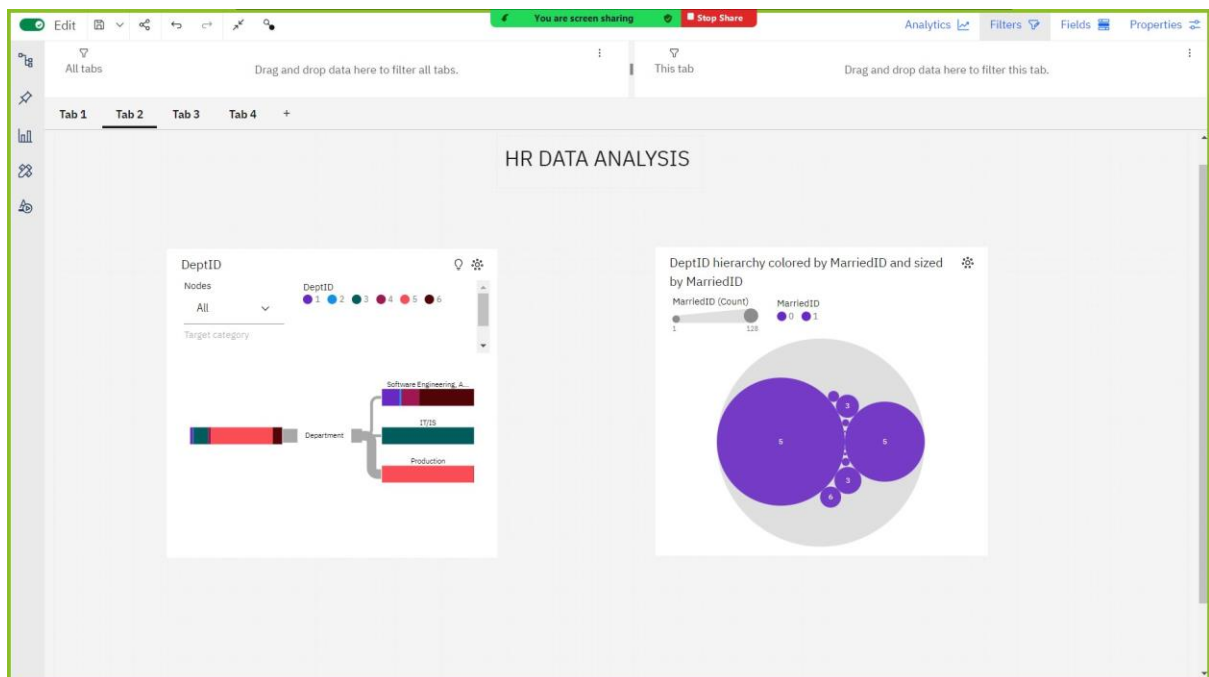 Edit
You are screen sharing
Stop Share
Analytics
Filters
Fields
Properties
All tabs
Drag and drop data here to filter all tabs.
This tab
Drag and drop data here to filter this tab.
Tab 1 Tab 2 Tab 3 Tab 4 +
HR DATA ANALYSIS
DeptID
Nodes
All
Target category
DeptID
1 2 3 4 5 6
Software Engineering, A...
IT/IS
Department
Production
DeptID hierarchy colored by MarriedID and sized
by MarriedID
MarriedID (Count)
1 128
MarriedID
0 1
3
5 5
3
6